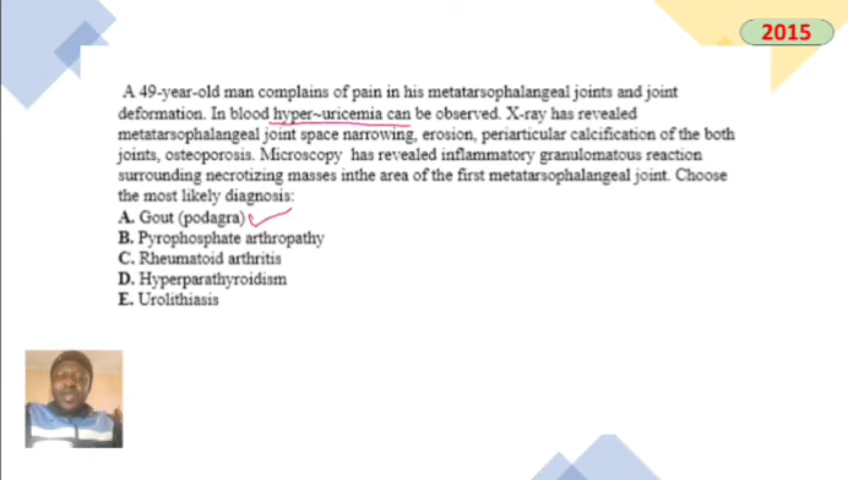 2015
A 49-year-old man complains of pain in his metatarsophalangeal joints and joint
deformation. In blood hyper~uricemia can be observed. X-ray has revealed
metatarsophalangeal joint space narrowing, erosion, periarticular calcification of the both
joints, osteoporosis. Microscopy has revealed inflammatory granulomatous reaction
surrounding necrotizing masses inthe area of the first metatarsophalangeal joint. Choose
the most likely diagnosis:
A. Gout (podagra)
B. Pyrophosphate arthropathy
C. Rheumatoid arthritis
D. Hyperparathyroidism
E. Urolithiasis